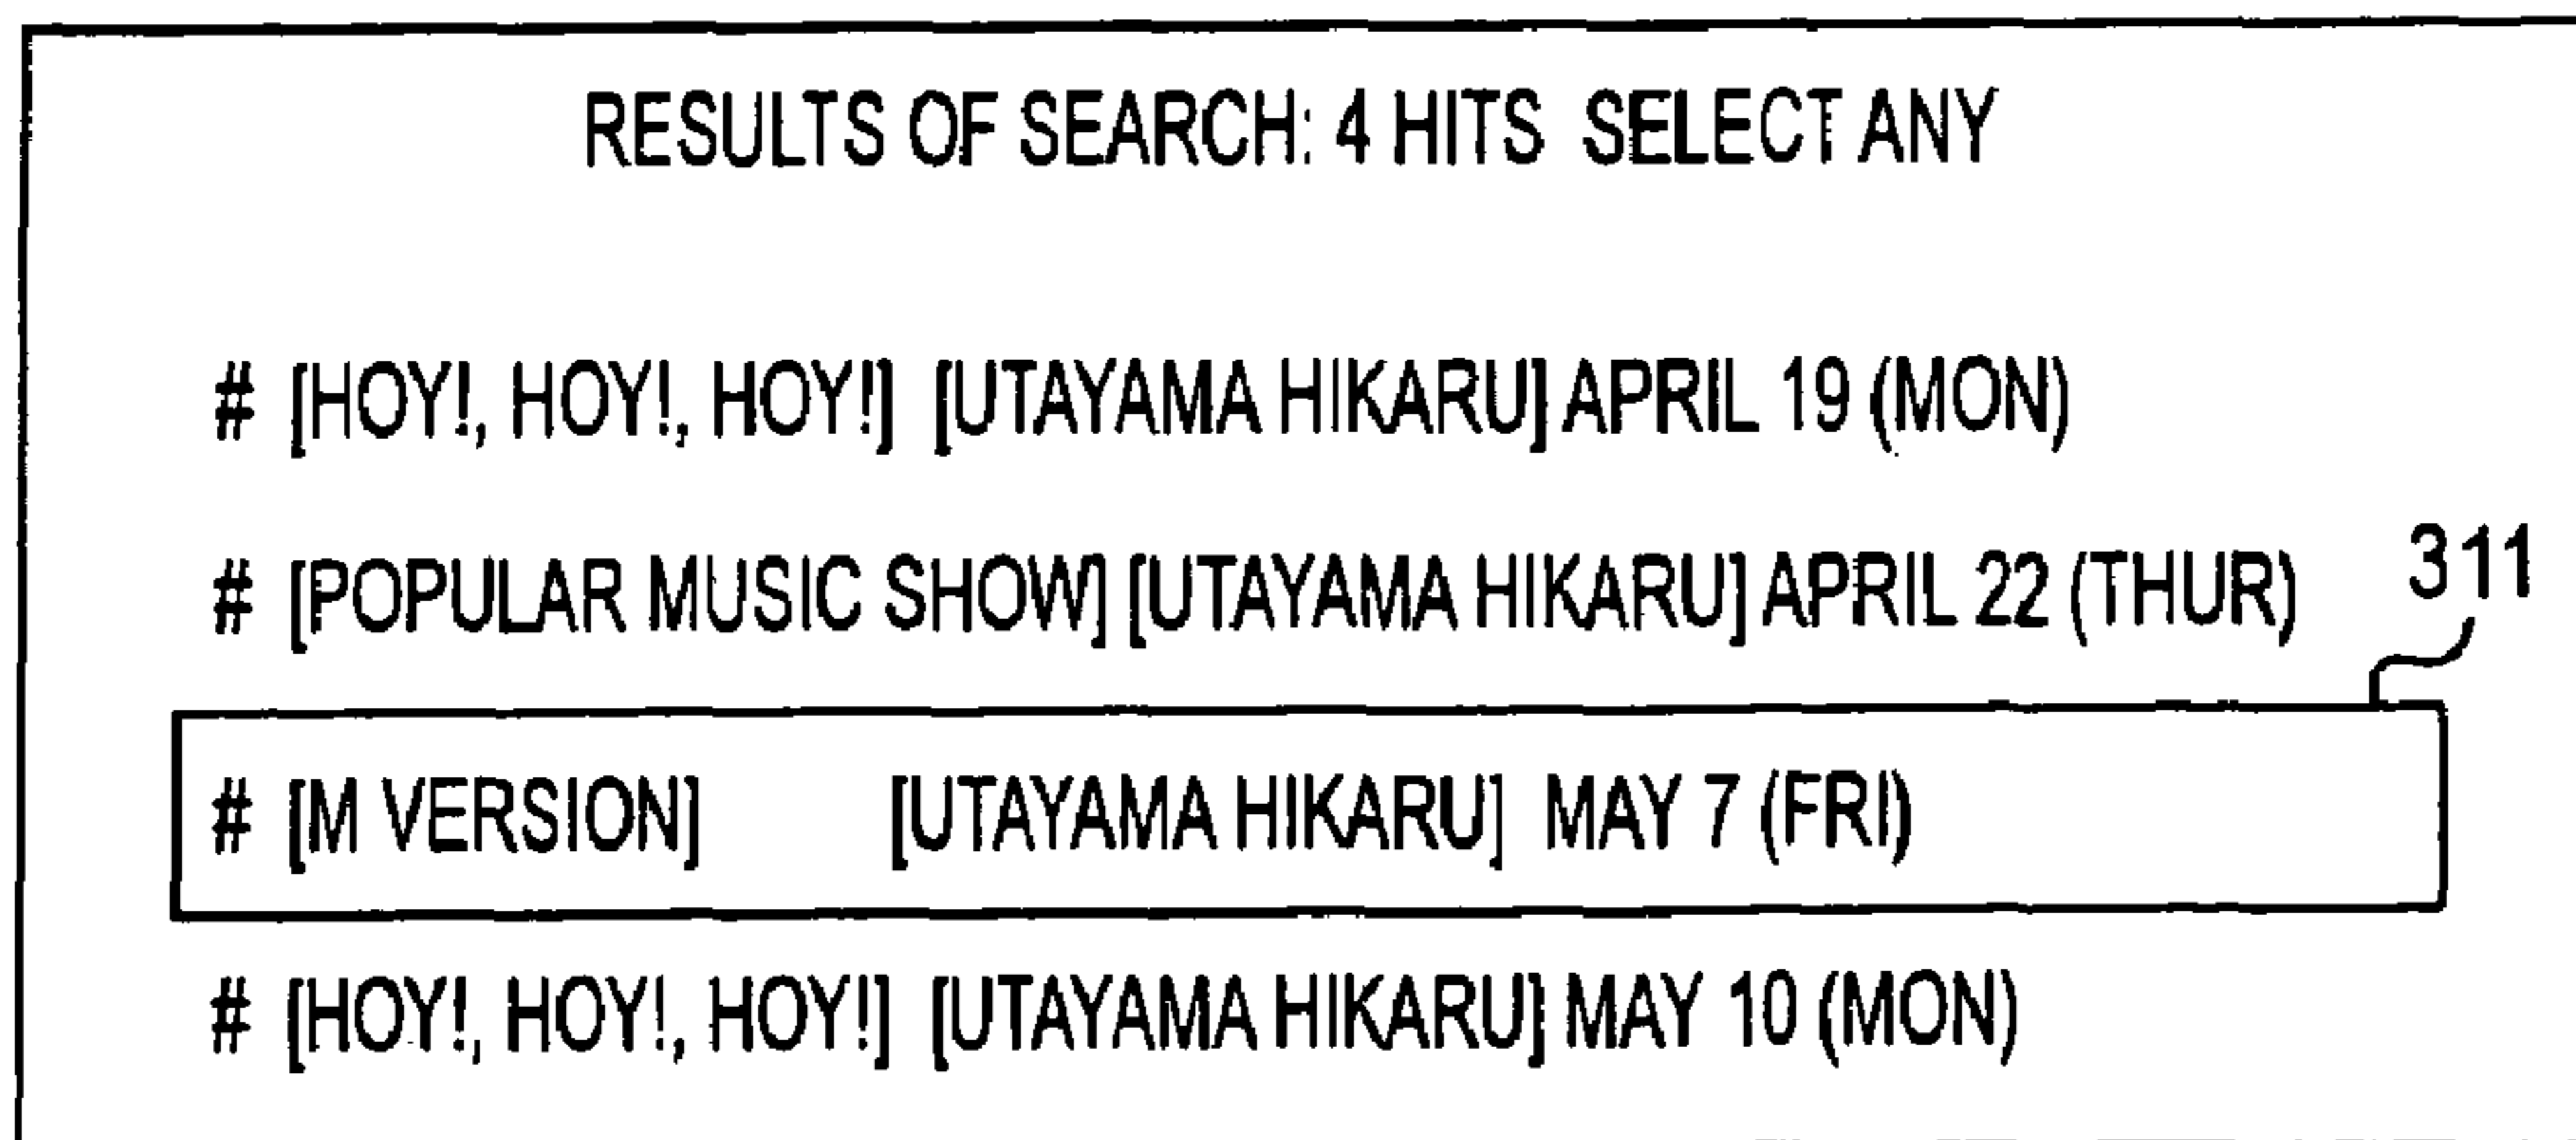 RESULTS OF SEARCH: 4 HITS SELECT ANY
# [HOY!, HOY!, HOY!] [UTAYAMA HIKARU] APRIL 19 (MON)
# [POPULAR MUSIC SHOW] [UTAYAMA HIKARU] APRIL 22 (THUR)
311
# [M VERSION] [UTAYAMA HIKARU] MAY 7 (FRI)
# [HOY!, HOY!, HOY!] [UTAYAMA HIKARU] MAY 10 (MON)